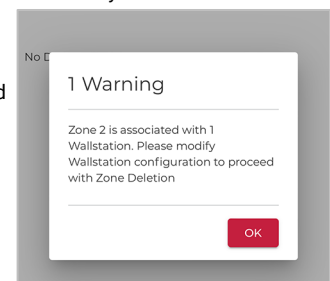 No D
d
1 Warning
Zone 2 is associated with 1
Wallstation. Please modify
Wallstation configuration to proceed
with Zone Deletion
OK